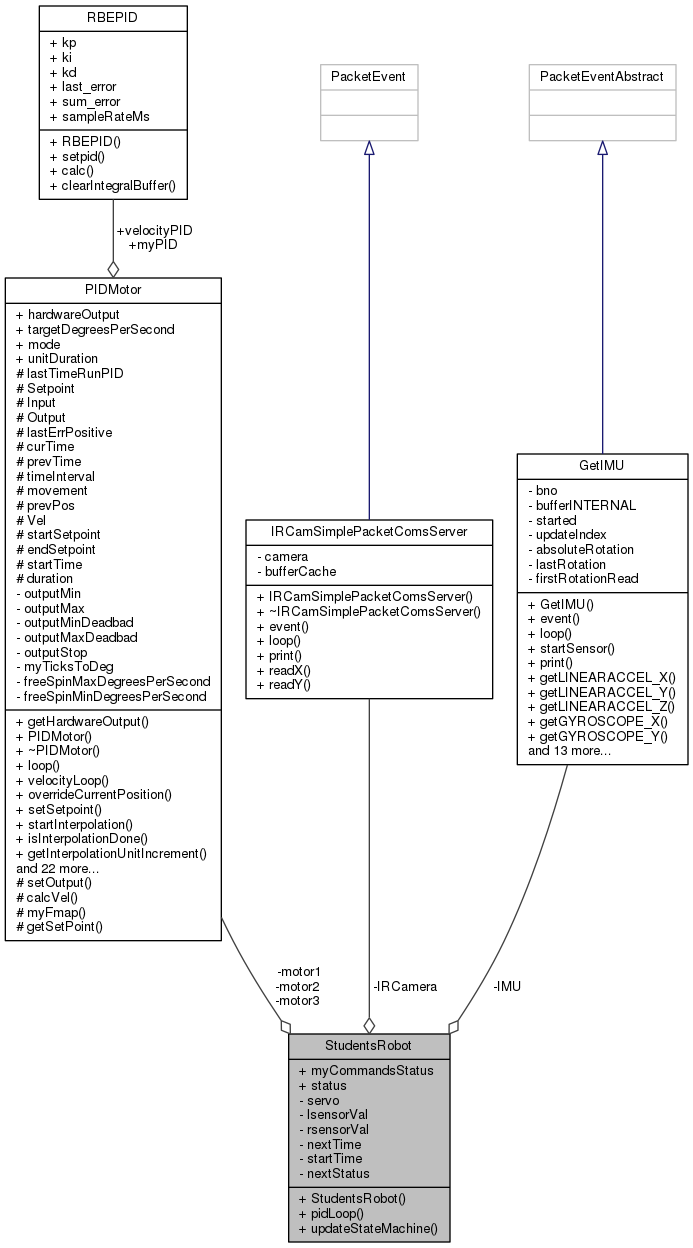 RBEPID
+ kp
+ ki
+ kd
+ last_error
+ sum_error
+ sampleRateMs
+ RBEPID()
+ setpid()
+ calc()
+ clearIntegralBuffer()
+velocityPID
+myPID
PIDMotor
+ hardwareOutput
+ targetDegreesPerSecond
+ mode
+ unitDuration
# lastTimeRunPID
# Setpoint
# Input
# Output
# lastErrPositive
# curTime
# prevTime
# timeInterval
# movement
# prevPos
# Vel
# startSetpoint
# endSetpoint
# startTime
# duration
- outputMin
- outputMax
- outputMinDeadbad
- outputMaxDeadbad
- outputStop
- myTicksToDeg
- freeSpinMaxDegreesPerSecond
- freeSpinMinDegreesPerSecond
+ getHardwareOutput()
+ PIDMotor()
+ ~PIDMotor()
+ loop()
+ velocityLoop()
+ overrideCurrentPosition()
+ setSetpoint()
+ startInterpolation()
+ isInterpolationDone()
+ getInterpolationUnitIncrement()
and 22 more...
# setOutput()
# calcVel()
# myFmap()
# getSetPoint()
PacketEvent
IRCamSimplePacketComsServer
- camera
- bufferCache
+ IRCamSimplePacketComsServer()
+ ~IRCamSimplePacketComsServer()
+ event()
+ loop()
+ print()
+ readX()
+ readY()
PacketEventAbstract
GetIMU
- bno
- bufferINTERNAL
- started
- updateIndex
- absoluteRotation
- lastRotation
- firstRotationRead
+ GetIMU()
+ event()
+ loop()
+ startSensor()
+ print()
+ getLINEARACCEL_X()
+ getLINEARACCEL_Y()
+ getLINEARACCEL_Z()
+ getGYROSCOPE_X()
+ getGYROSCOPE_Y()
and 13 more...
-motor1
-motor2
-motor3
-IRCamera
-IMU
StudentsRobot
+ myCommandsStatus
+ status
- servo
- lsensorVal
- rsensorVal
- nextTime
- startTime
- nextStatus
+ StudentsRobot()
+ pidLoop()
+ updateStateMachine()